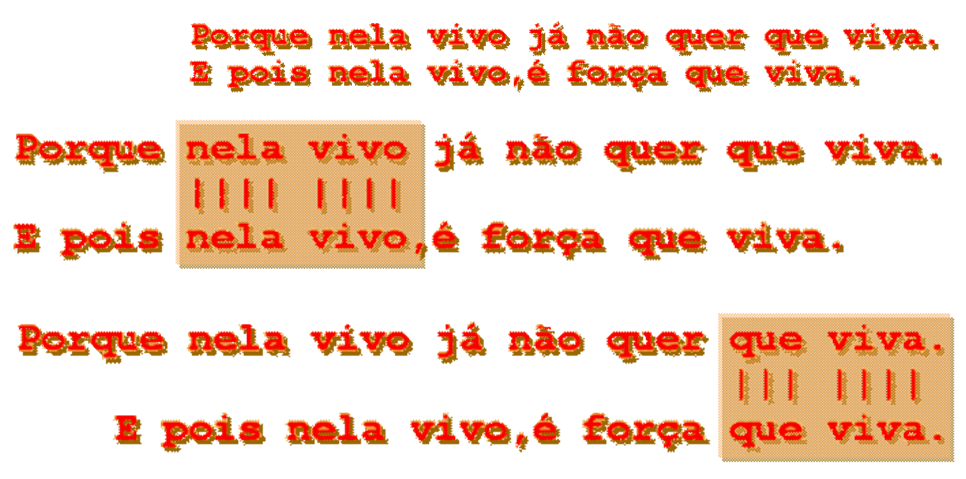 Porque nela vivo já não quer que viva.
E pois nela vivo,é força que viva.
Porque nela vivo já não quer que viva.
|||| ||||
E pois nela vivo,é força que viva.
Porque nela vivo já não quer que viva.
||| ||||
E pois nela vivo,é força que viva.